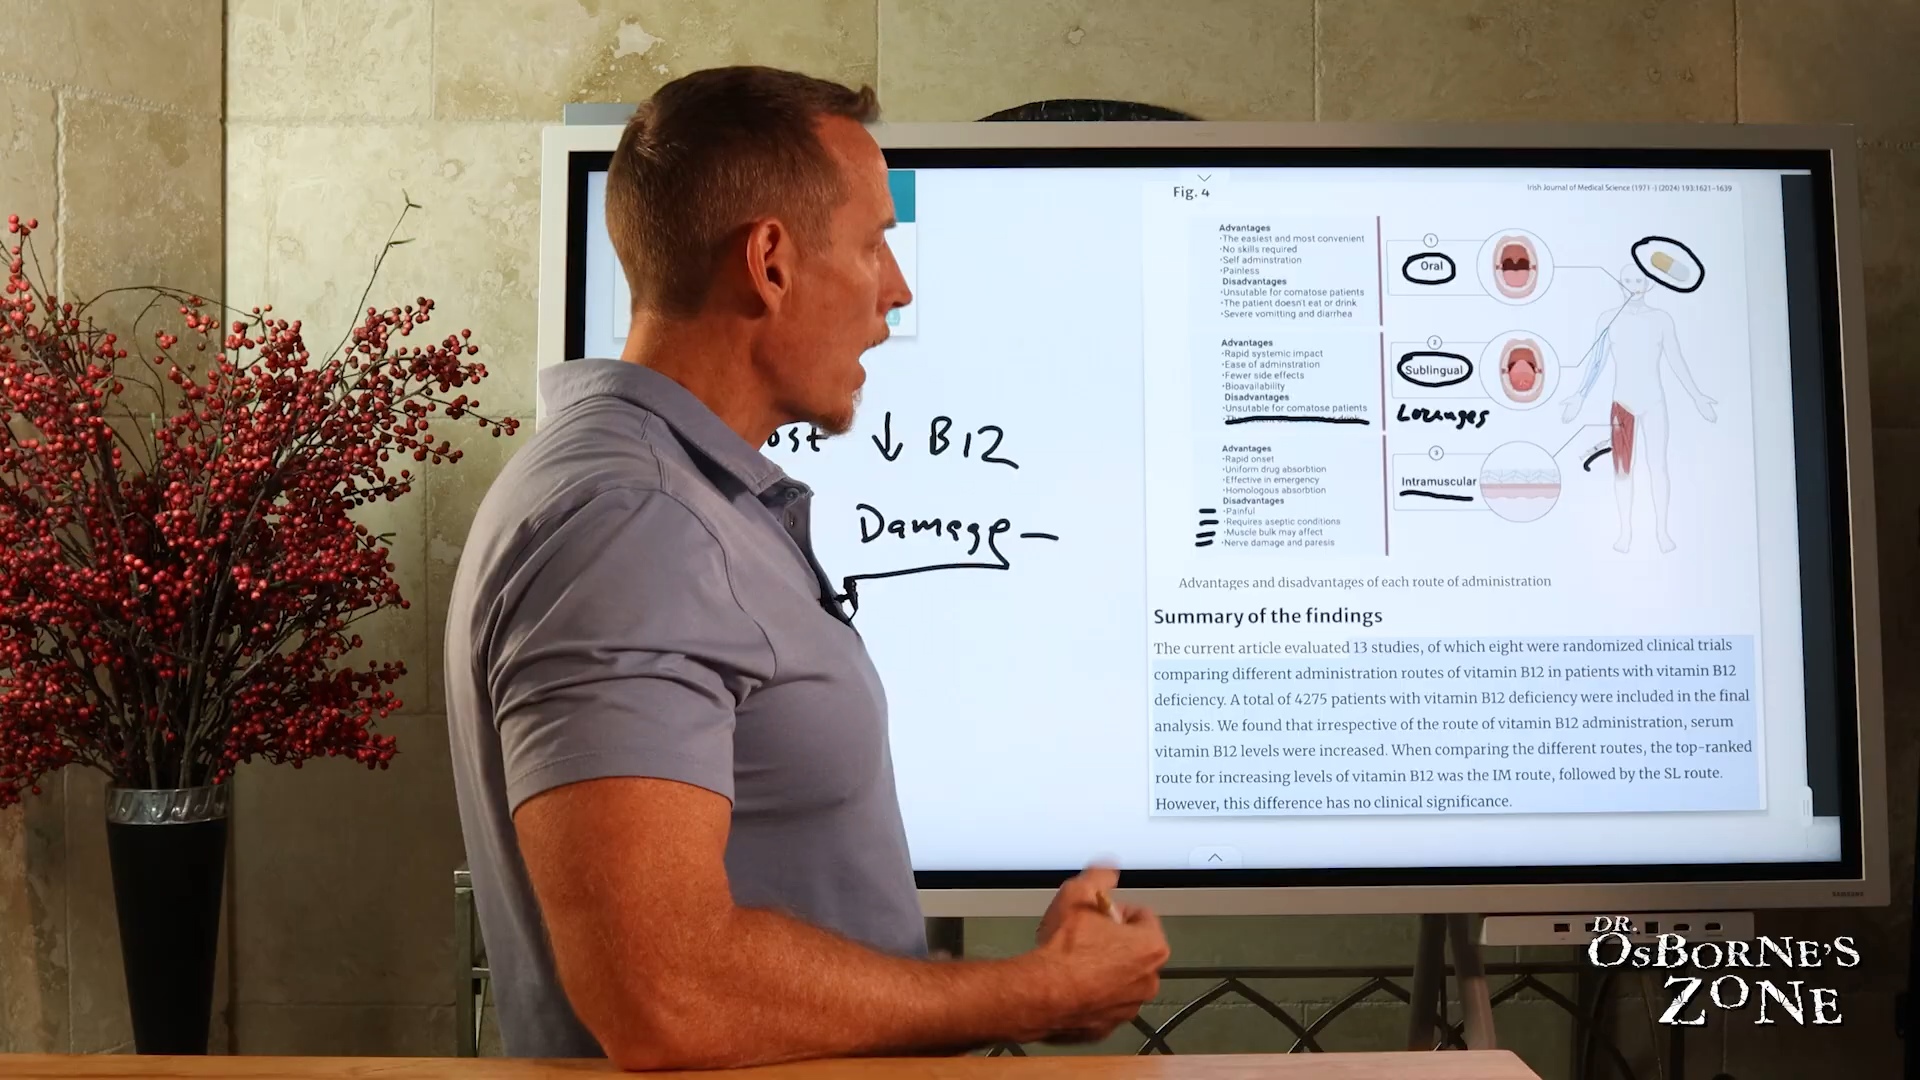 Fig. 4
Irish Journal of Medical Science (1971 -) (2024) 193:1621-1639
Advantages
·The easiest and most convenient
·No skills required
·Self adminstration
·Painless
Disadvantages
·Unsutable for comatose patients
·The patient doesn't eat or drink
·Severe vomitting and diarrhea
1
Oral
Advantages
·Rapid systemic impact
·Ease of adminstration
·Fewer side effects
·Bioavailability
Disadvantages
·Unsutable for comatose patients
2
Sublingual
Lozenges
Advantages
·Rapid onset
·Uniform drug absorbtion
·Effective in emergency
·Homologous absorbtion
Disadvantages
·Painful
·Requires aseptic conditions
·Muscle bulk may affect
·Nerve damage and paresis
3
Intramuscular
Advantages and disadvantages of each route of administration
Summary of the findings
The current article evaluated 13 studies, of which eight were randomized clinical trials
comparing different administration routes of vitamin B12 in patients with vitamin B12
deficiency. A total of 4275 patients with vitamin B12 deficiency were included in the final
analysis. We found that irrespective of the route of vitamin B12 administration, serum
vitamin B12 levels were increased. When comparing the different routes, the top-ranked
route for increasing levels of vitamin B12 was the IM route, followed by the SL route.
However, this difference has no clinical significance.
↓ B12
Damage —
SAMSUNG
DR.
OSBORNE'S
ZONE